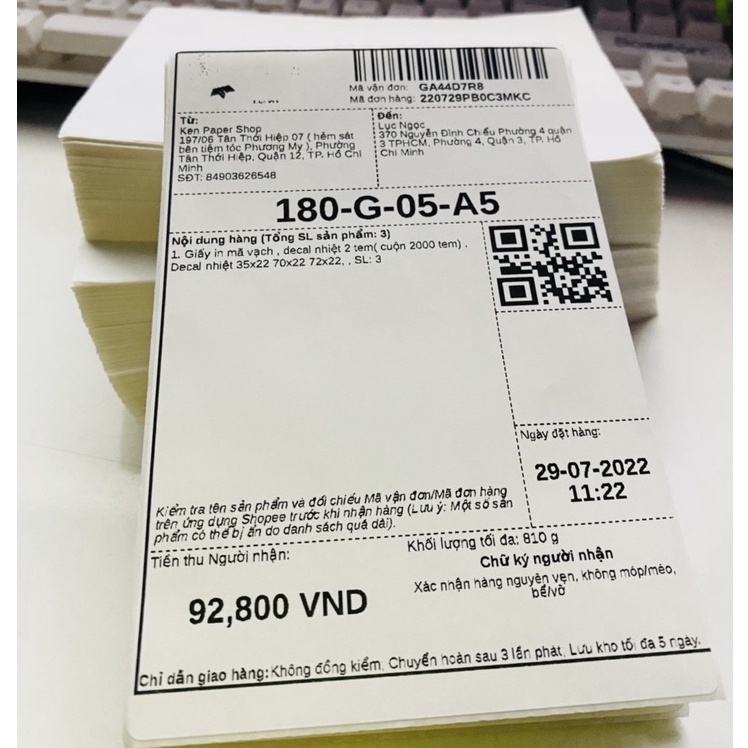 Mã vận đơn: GA44D7R8
Mã đơn hàng: 220729PB0C3MKC
Từ:
Ken Paper Shop
197/06 Tân Thới Hiệp 07 ( hẻm sát
bên tiệm tóc Phương My ), Phường
Tân Thới Hiệp, Quận 12, TP. Hồ Chí
Minh
SĐT: 84903626548
Đến:
Lục Ngọc
370 Nguyễn Đình Chiểu Phường 4 quận
3 TPHCM, Phường 4, Quận 3, TP. Hồ
Chí Minh
180-G-05-A5
Nội dung hàng (Tổng SL sản phẩm: 3)
1. Giấy in mã vạch , decal nhiệt 2 tem( cuộn 2000 tem) .
Decal nhiệt 35x22 70x22 72x22, , SL: 3
Ngày đặt hàng:
29-07-2022
11:22
Kiểm tra tên sản phẩm và đối chiếu Mã vận đơn/Mã đơn hàng
trên ứng dụng Shopee trước khi nhận hàng (Lưu ý: Một số sản
phẩm có thể bị ẩn do danh sách quá dài).
Tiền thu Người nhận:
92,800 VND
Khối lượng tối đa: 810 g
Chữ ký người nhận
Xác nhận hàng nguyên vẹn, không móp/méo,
bể/vỡ
Chỉ dẫn giao hàng: Không đồng kiểm, Chuyển hoàn sau 3 lần phát, Lưu kho tối đa 5 ngày.